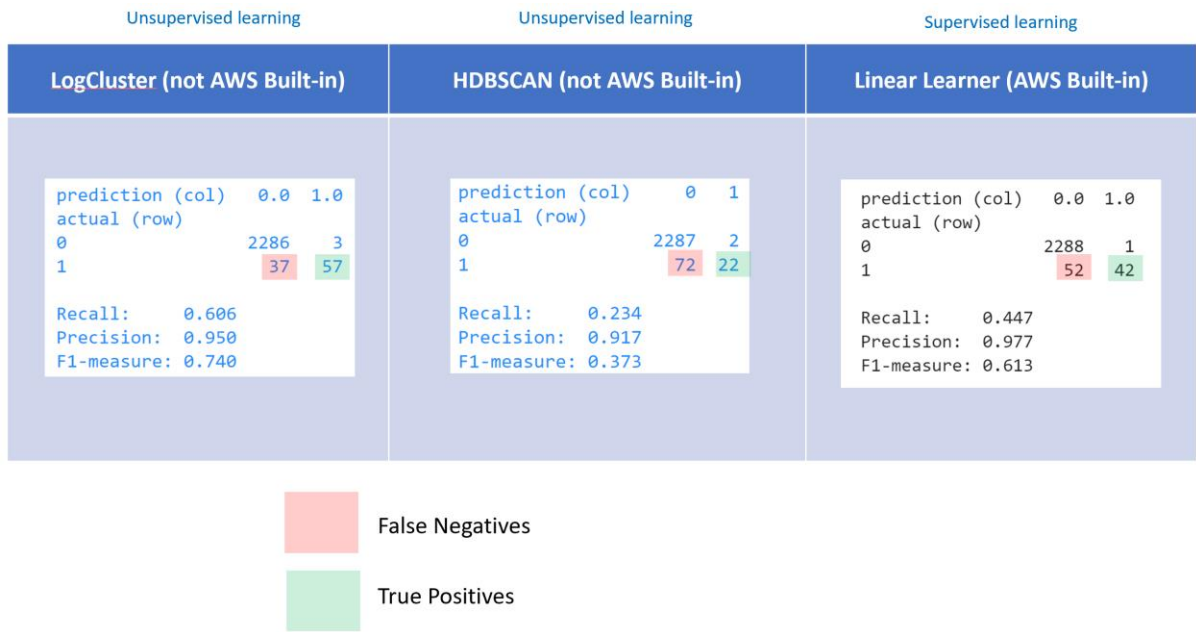 Unsupervised learning
Unsupervised learning
Supervised learning
LogCluster (not AWS Built-in)
HDBSCAN (not AWS Built-in)
Linear Learner (AWS Built-in)
prediction (col) 0.0 1.0
actual (row)
0 2286 3
1 37 57
Recall: 0.606
Precision: 0.950
F1-measure: 0.740
prediction (col) 0 1
actual (row)
0 2287 2
1 72 22
Recall: 0.234
Precision: 0.917
F1-measure: 0.373
prediction (col) 0.0 1.0
actual (row)
0 2288 1
1 52 42
Recall: 0.447
Precision: 0.977
F1-measure: 0.613
False Negatives
True Positives